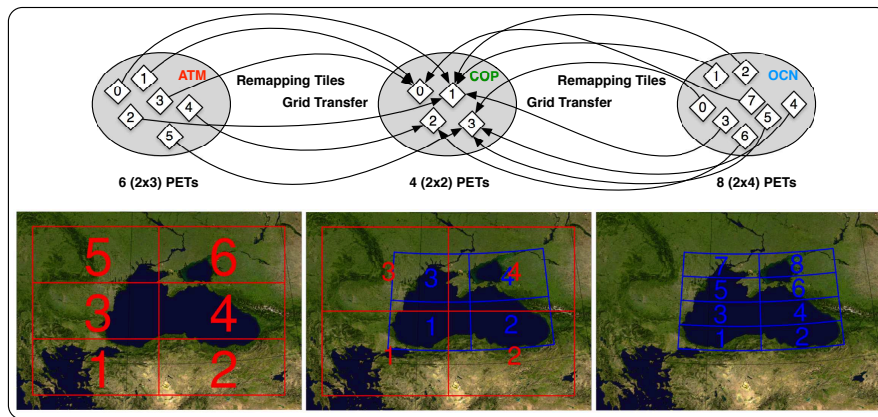 ATM
0
1
3
2
4
5
6 (2x3) PETs
Remapping Tiles
Grid Transfer
COP
0
1
2
3
4 (2x2) PETs
Remapping Tiles
Grid Transfer
OCN
1
2
0
7
4
3
5
6
8 (2x4) PETs
5 6
3 4
1 2
3 3 4 4
1 2
1 2
7 8
5 6
3 4
1 2